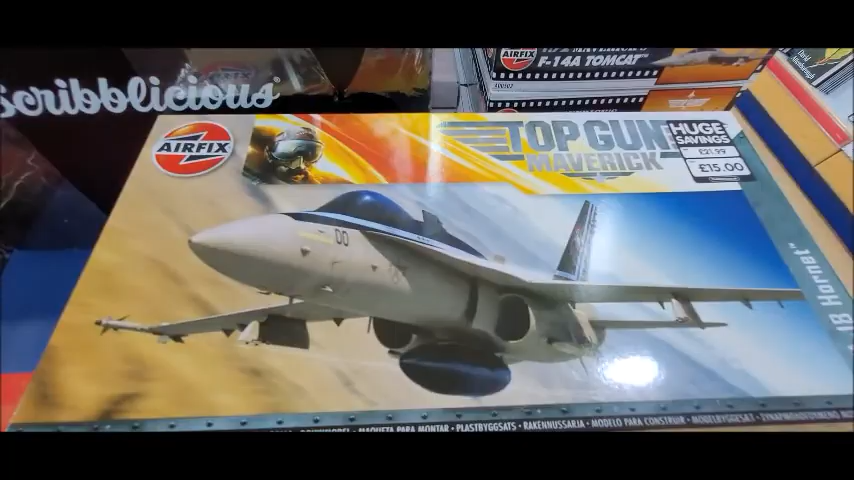 Scribblicious
AIRFIX
F-14A TOMCAT
AIRFIX
TOP GUN
MAVERICK
HUGE
SAVINGS
£21.99
£15.00
00
18 Hornet"
MAQUETA PARA MONTAR • PLASTBYGGSATS • RAKENNUSSARJA • MODELO PARA CONSTRUIR •